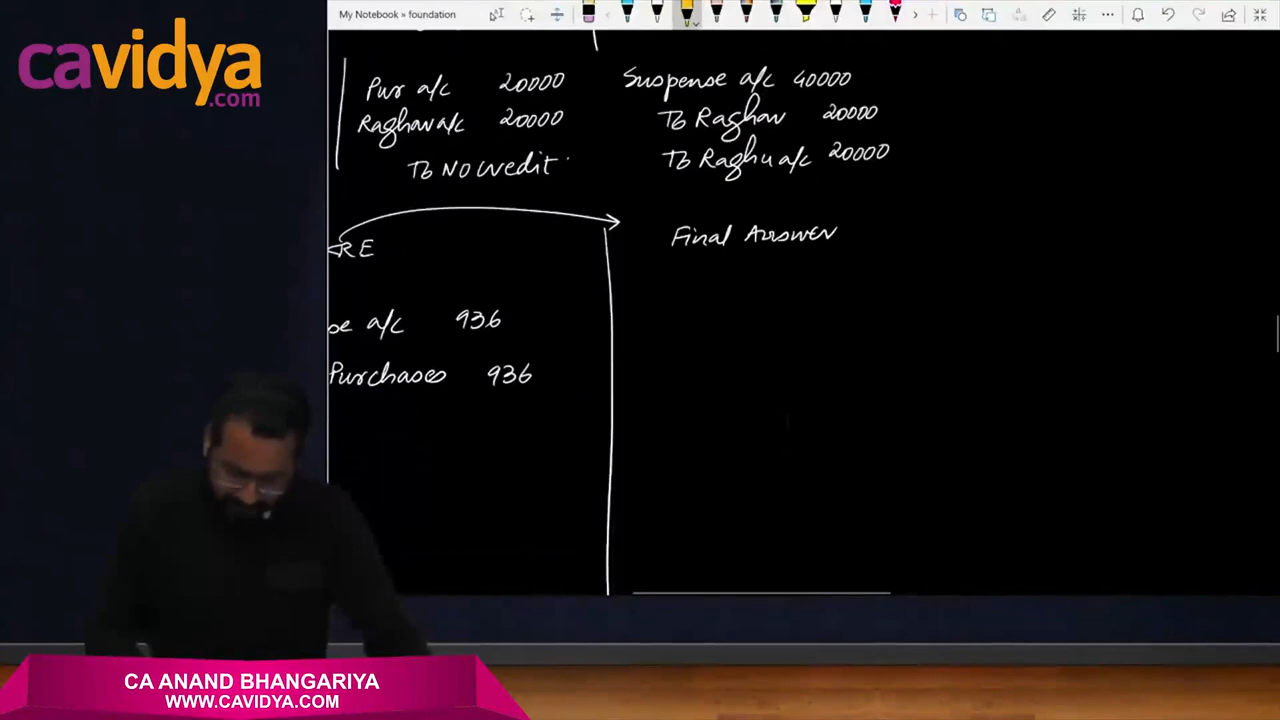 cavidya
.com
My Notebook » foundation
Pur a/c 20000
Raghav a/c 20000
To No Credit
Suspense a/c 40000
To Raghav 20000
To Raghu a/c 20000
RE
Final Answer
se a/c 936
Purchases 936
CA ANAND BHANGARIYA
WWW.CAVIDYA.COM